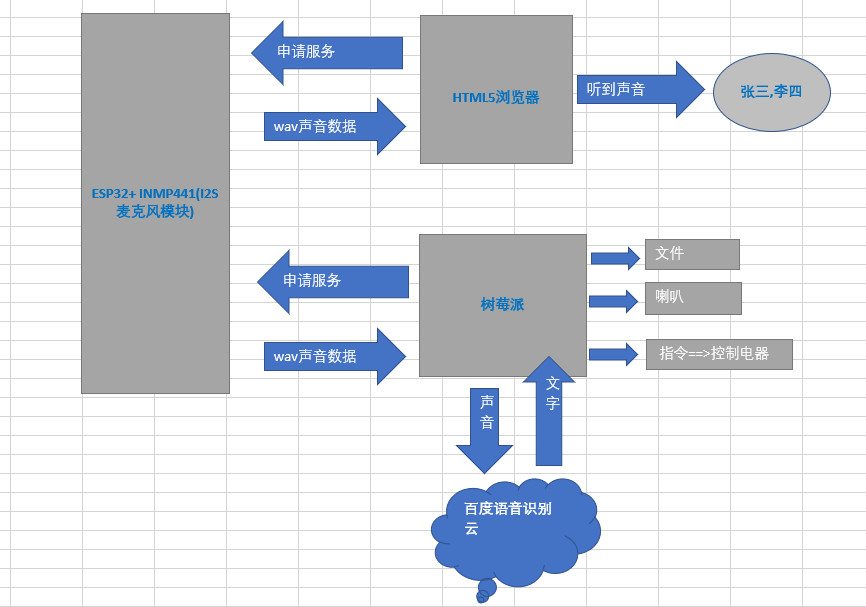 申请服务
HTML5浏览器
听到声音
张三,李四
wav声音数据
ESP32+ INMP441(I2S
麦克风模块)
申请服务
树莓派
文件
喇叭
wav声音数据
指令==>控制电器
声
音
文
字
百度语音识别
云